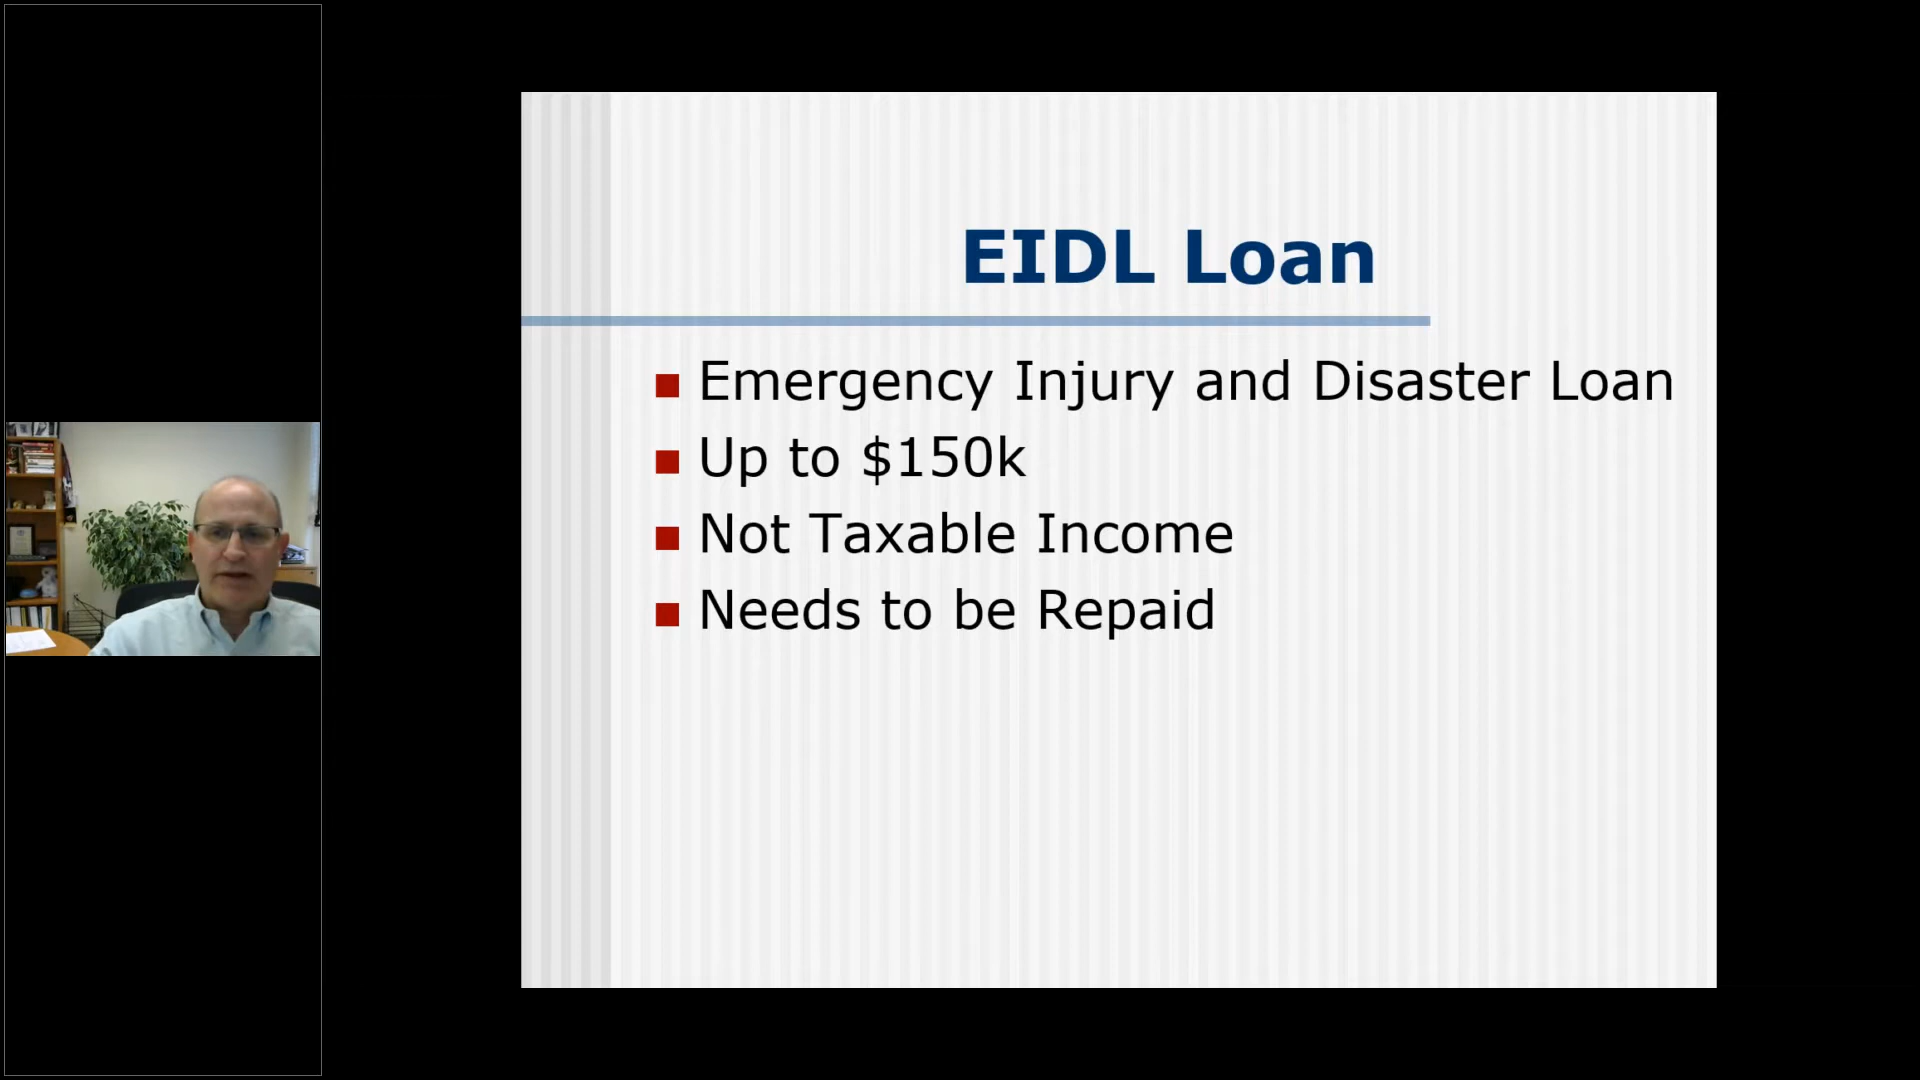 EIDL Loan
Emergency Injury and Disaster Loan
Up to $150k
Not Taxable Income
Needs to be Repaid